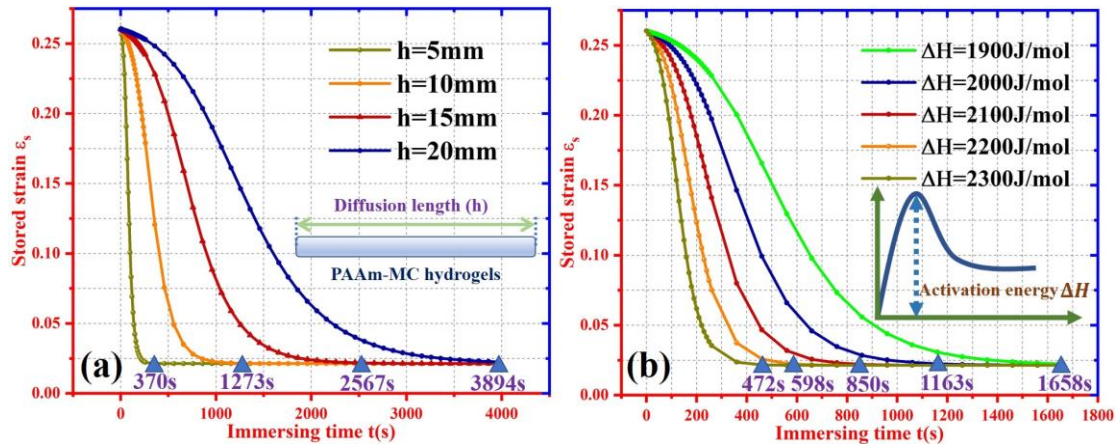 0.25
0.20
0.15
0.10
0.05
0.00
Stored strain εs
h=5mm
h=10mm
h=15mm
h=20mm
Diffusion length (h)
PAAm-MC hydrogels
(a)
370s
1273s
2567s
3894s
0
1000
2000
3000
4000
Immersing time t(s)
0.25
0.20
0.15
0.10
0.05
0.00
Stored strain εs
ΔH=1900J/mol
ΔH=2000J/mol
ΔH=2100J/mol
ΔH=2200J/mol
ΔH=2300J/mol
Activation energy ΔH
(b)
472s
598s
850s
1163s
1658s
0
200
400
600
800
1000
1200
1400
1600
1800
Immersing time t(s)